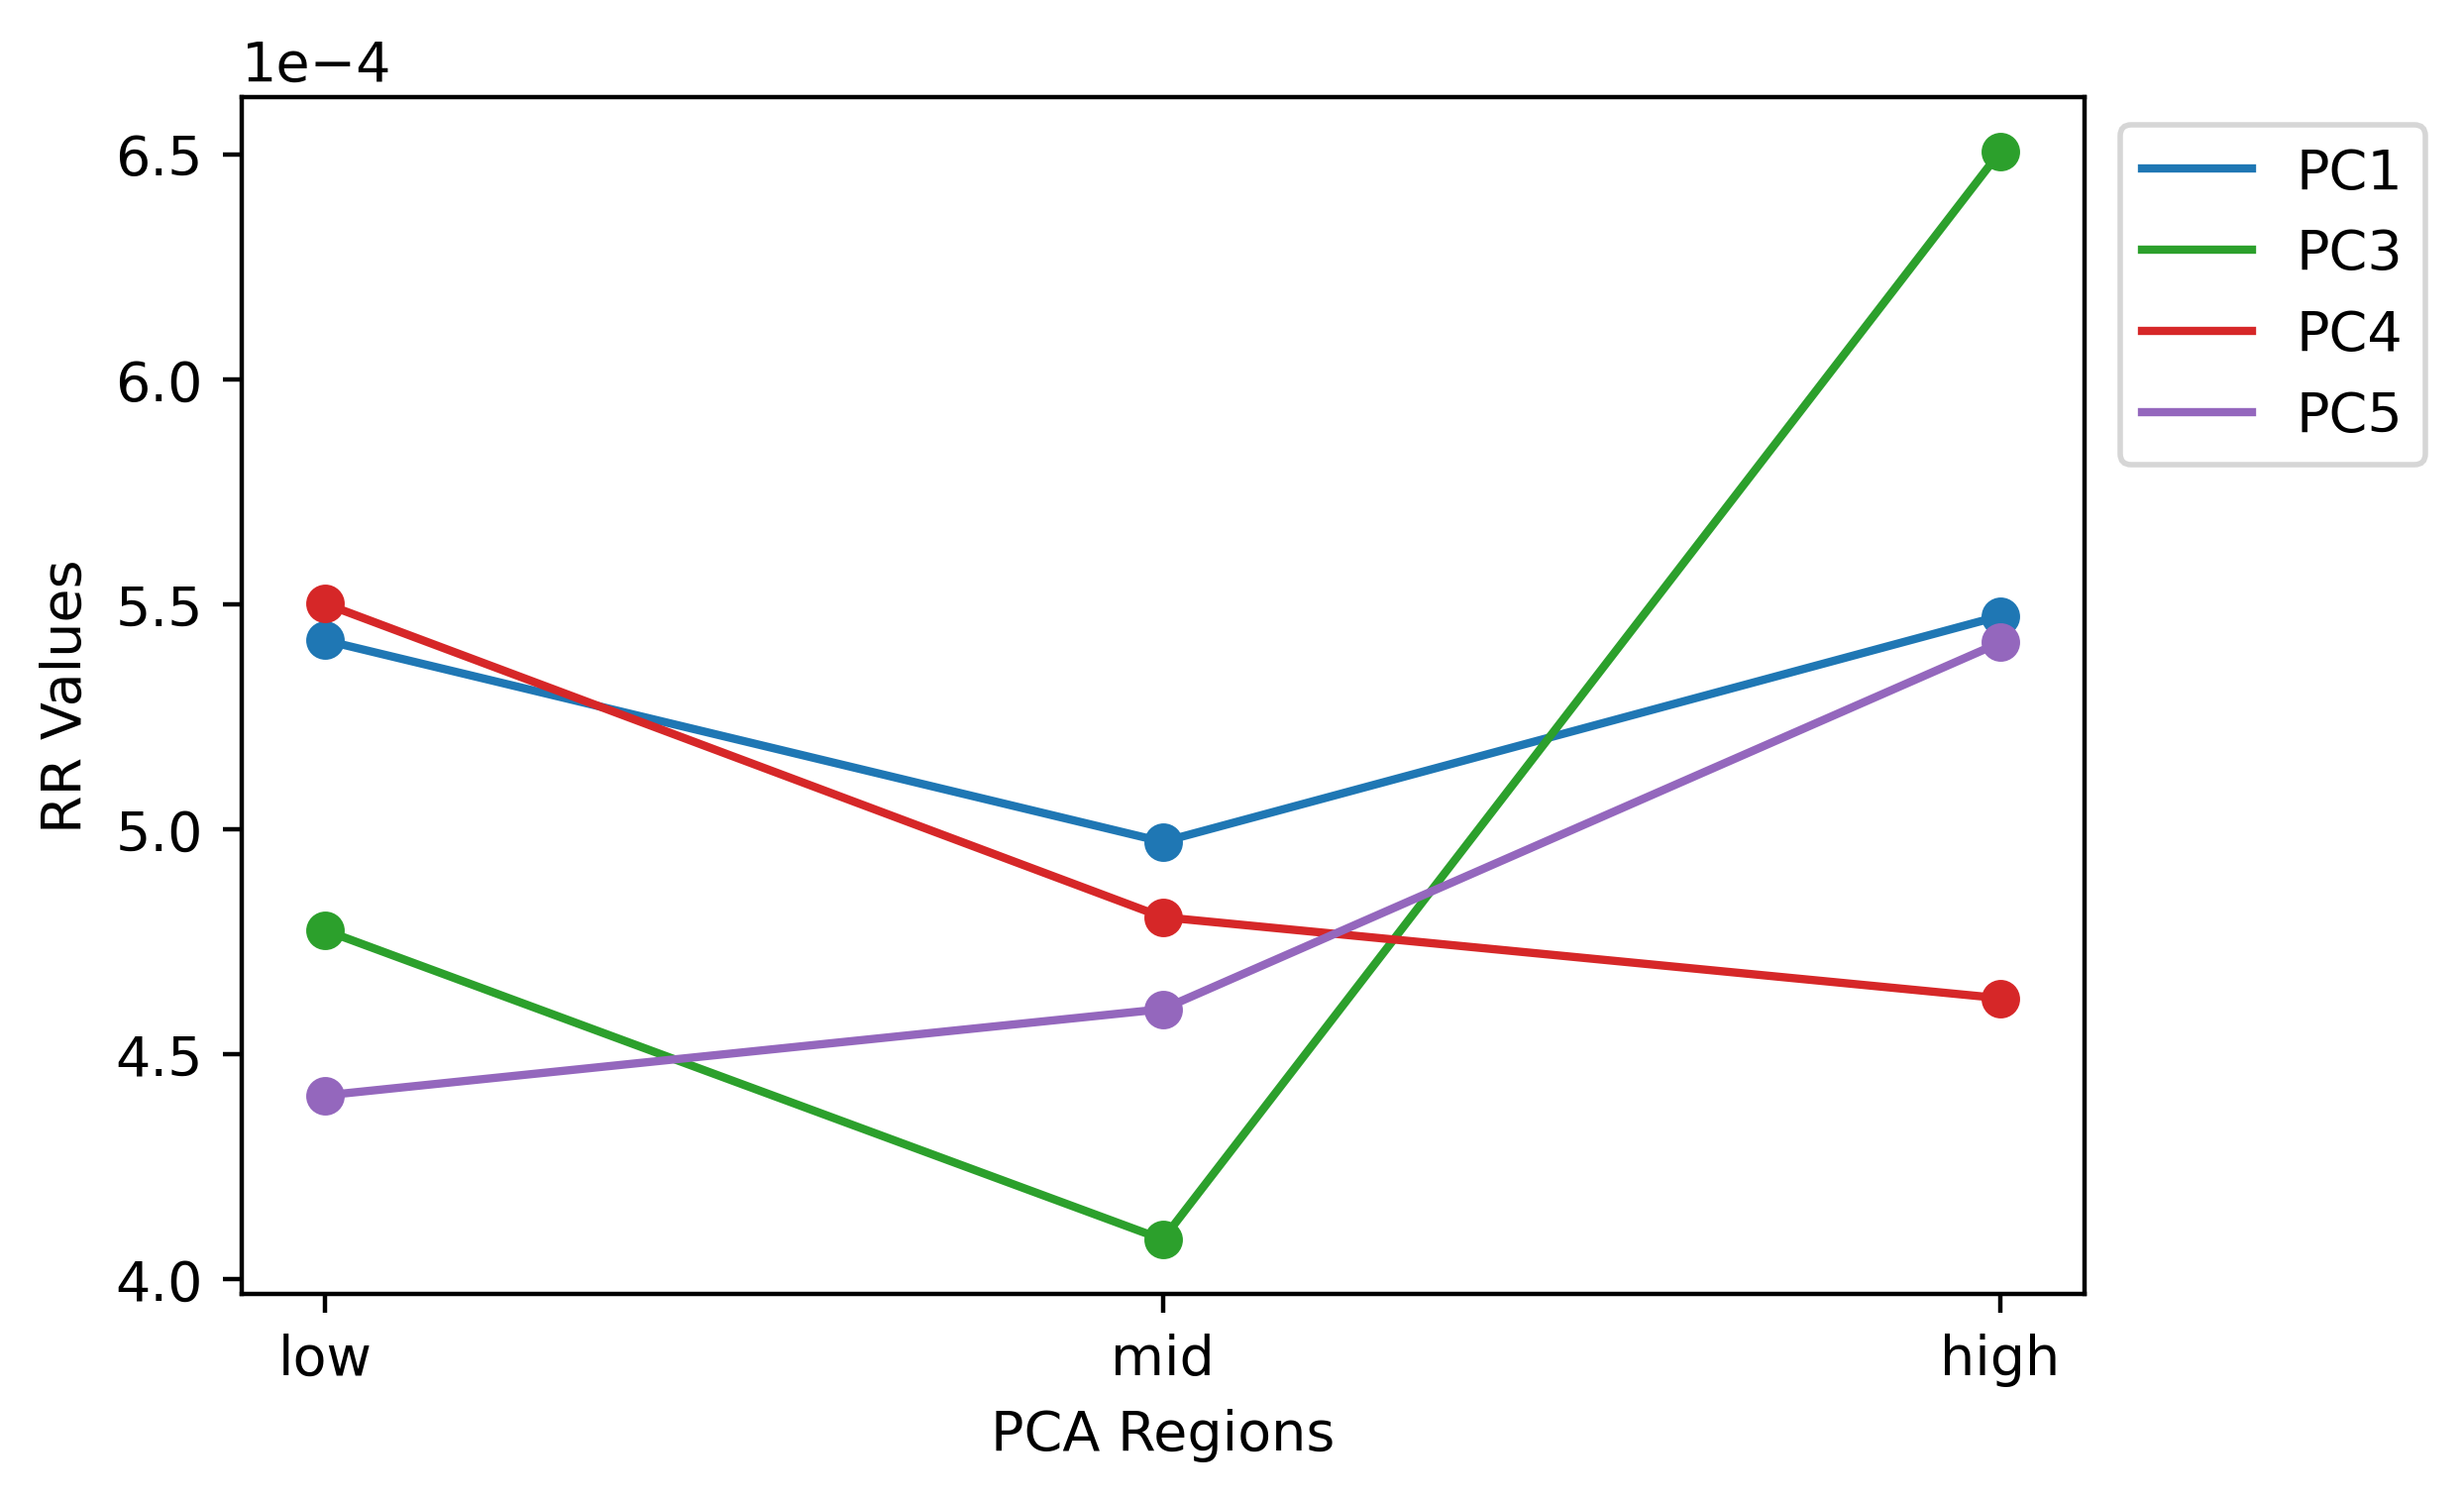 1e−4
6.5
6.0
5.5
5.0
4.5
4.0
RR Values
low mid high
PCA Regions
PC1
PC3
PC4
PC5